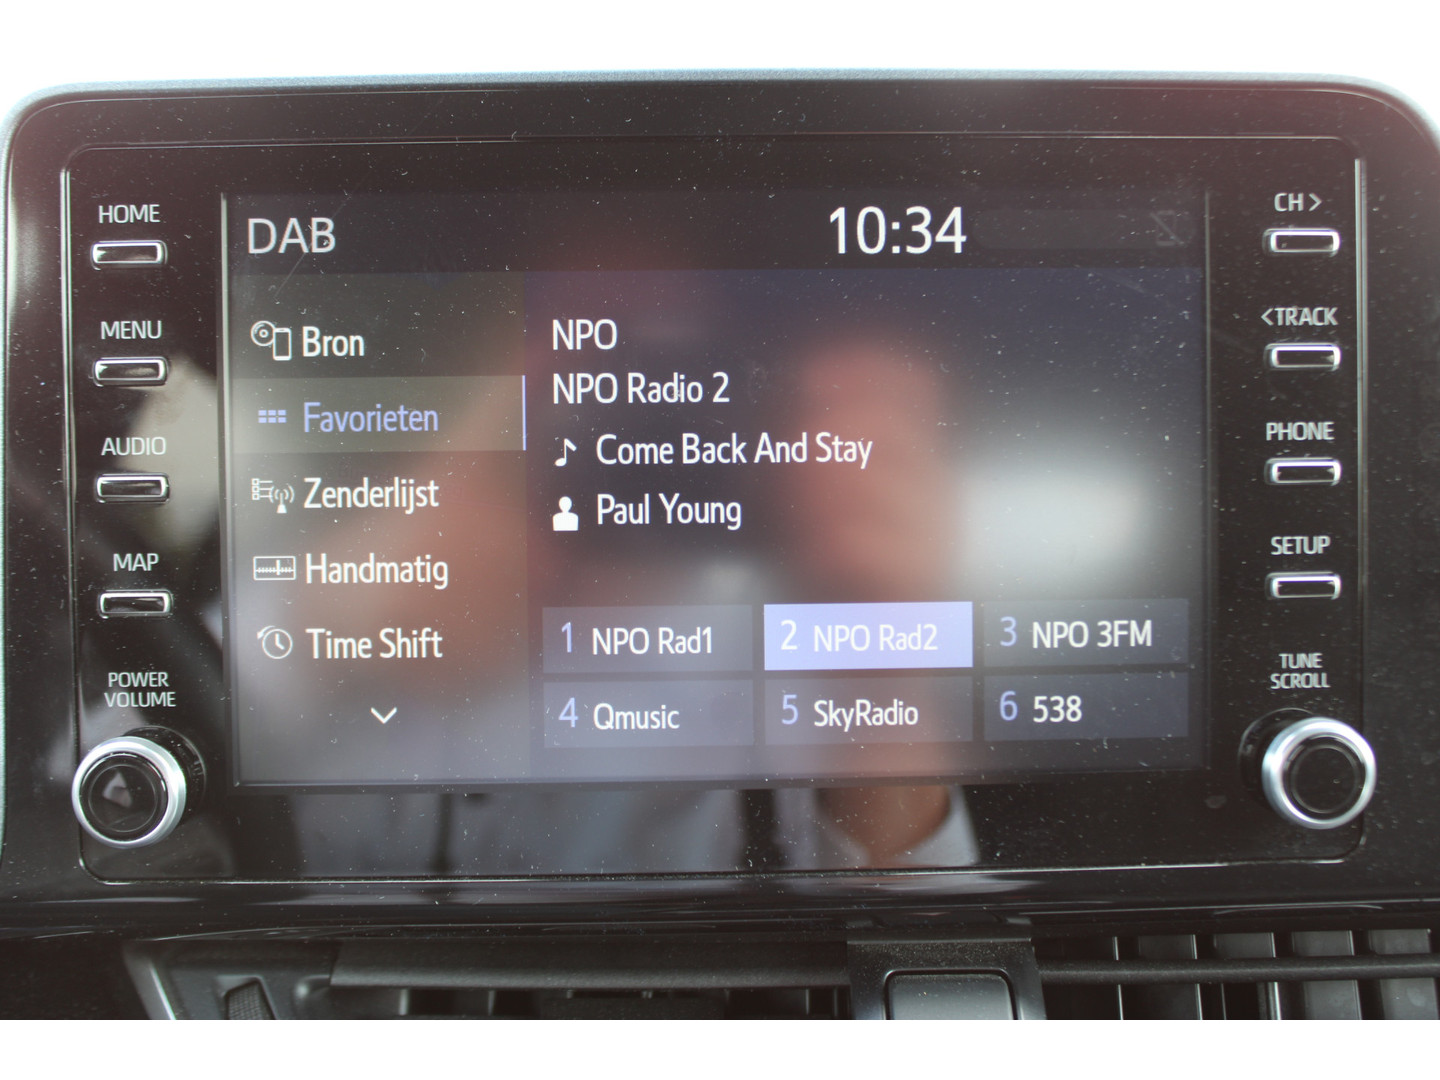 HOME
MENU
AUDIO
MAP
POWER
VOLUME
DAB
10:34
Bron
Favorieten
Zenderlijst
Handmatig
Time Shift
NPO
NPO Radio 2
Come Back And Stay
Paul Young
1 NPO Rad1
2 NPO Rad2
3 NPO 3FM
4 Qmusic
5 SkyRadio
6 538
CH >
<TRACK
PHONE
SETUP
TUNE
SCROLL